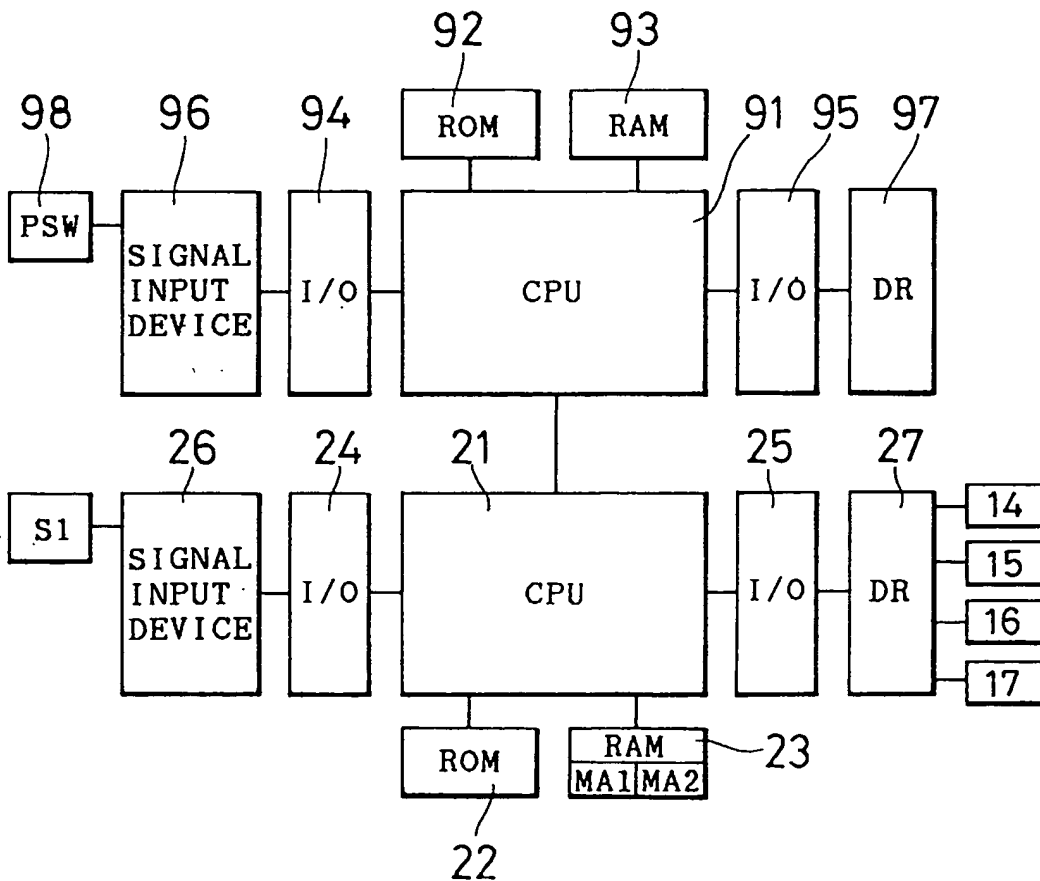 92 93
98 96 94 91 95 97
ROM RAM
PSW
SIGNAL
INPUT
DEVICE
I/O
CPU
I/O
DR
26 24 21 25 27
S1
SIGNAL
INPUT
DEVICE
I/O
CPU
I/O
DR
14
15
16
17
ROM
RAM
MA1 MA2
23
22